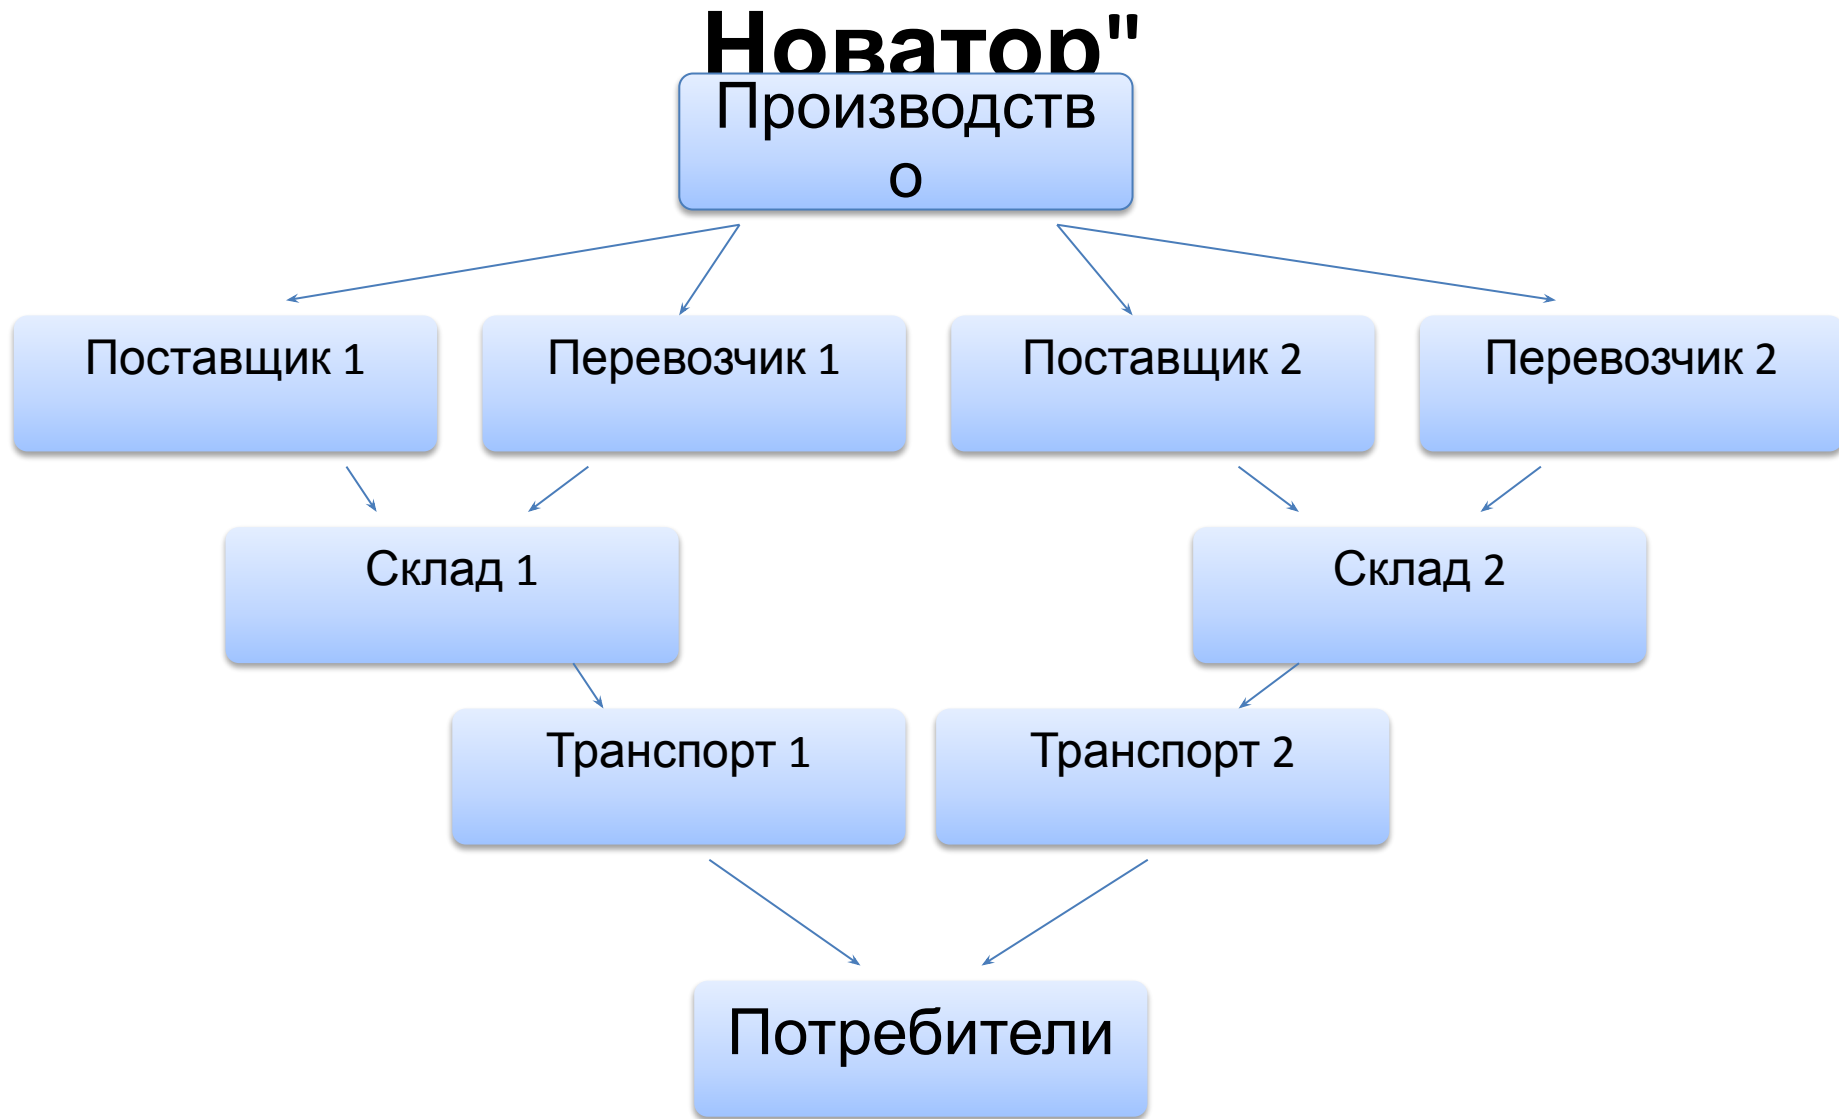 Новатор"
Производств
о
Поставщик 1
Перевозчик 1
Поставщик 2
Перевозчик 2
Склад 1
Склад 2
Транспорт 1
Транспорт 2
Потребители